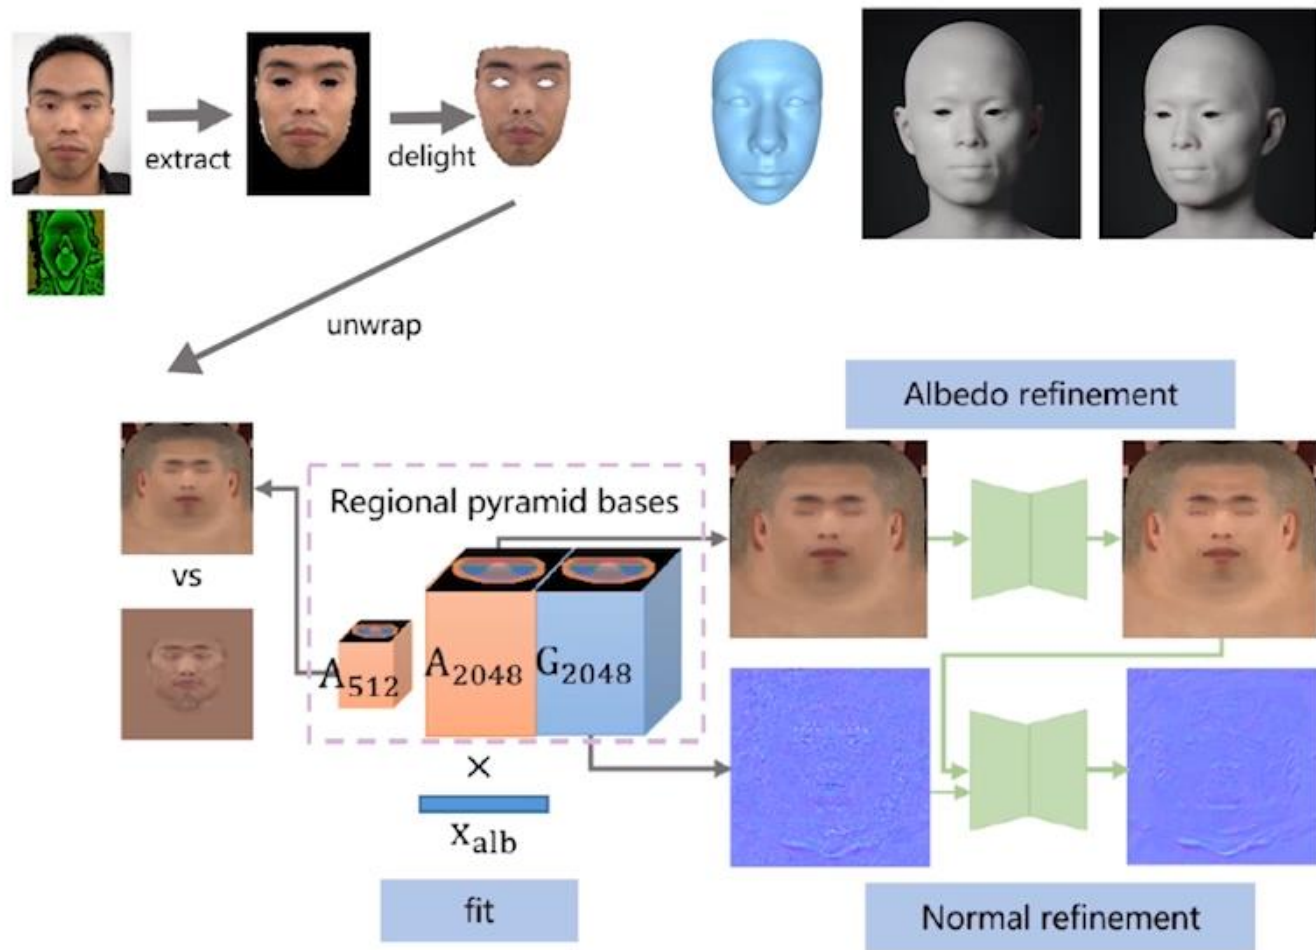 extract
delight
unwrap
Albedo refinement
Regional pyramid bases
vs
A512
A2048
G2048
×
xalb
fit
Normal refinement